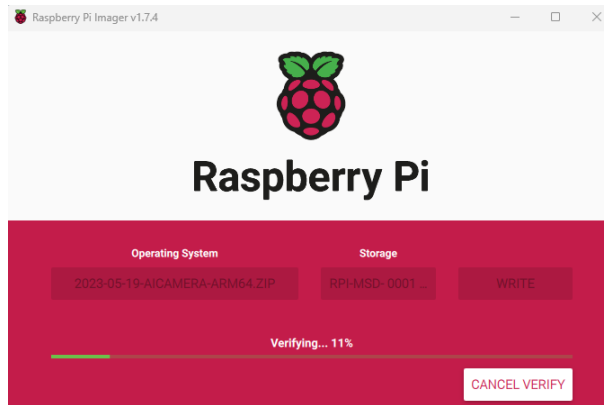 Raspberry Pi Imager v1.7.4
Raspberry Pi
Operating System Storage
2023-05-19-AICAMERA-ARM64.ZIP RPI-MSD- 0001 ... WRITE
Verifying... 11%
CANCEL VERIFY